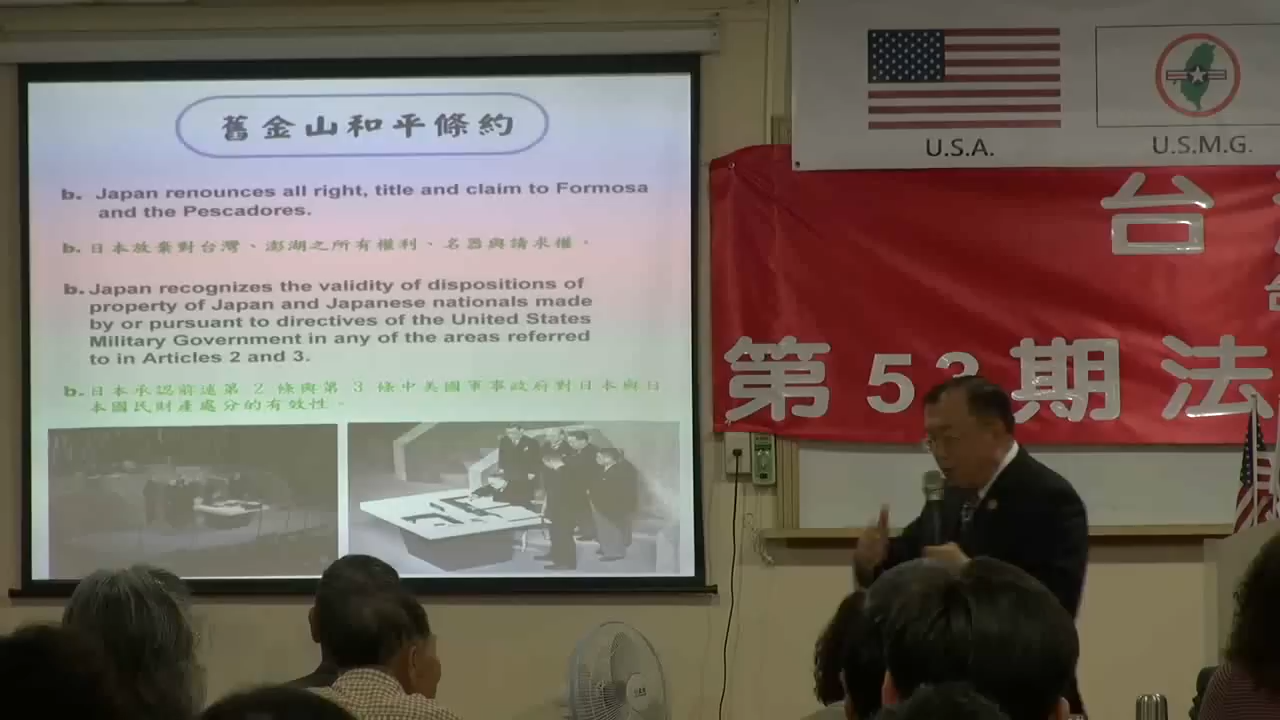 舊金山和平條約
b. Japan renounces all right, title and claim to Formosa
and the Pescadores.
b. 日本放棄對台灣、澎湖之所有權利、名器與請求權。
b. Japan recognizes the validity of dispositions of
property of Japan and Japanese nationals made
by or pursuant to directives of the United States
Military Government in any of the areas referred
to in Articles 2 and 3.
b. 日本承認前述第 2 條與第 3 條中美國軍事政府對日本與日
本國民財產處分的有效性。
U.S.A.
U.S.M.G.
台
第 53 期 法